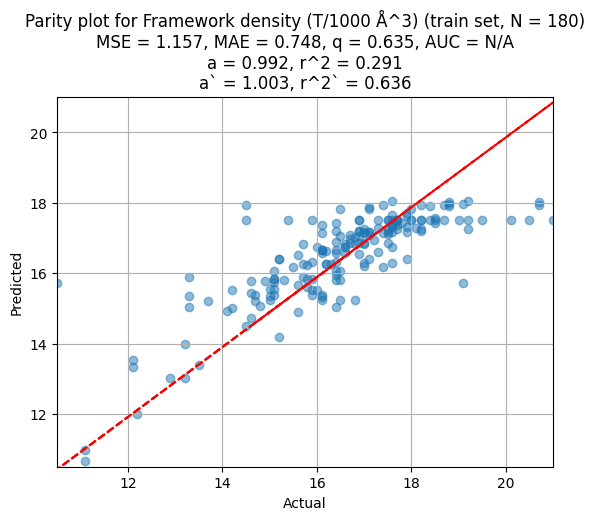 Parity plot for Framework density (T/1000 Å^3) (train set, N = 180)
MSE = 1.157, MAE = 0.748, q = 0.635, AUC = N/A
a = 0.992, r^2 = 0.291
a` = 1.003, r^2` = 0.636
20
18
16
14
12
Predicted
12 14 16 18 20
Actual